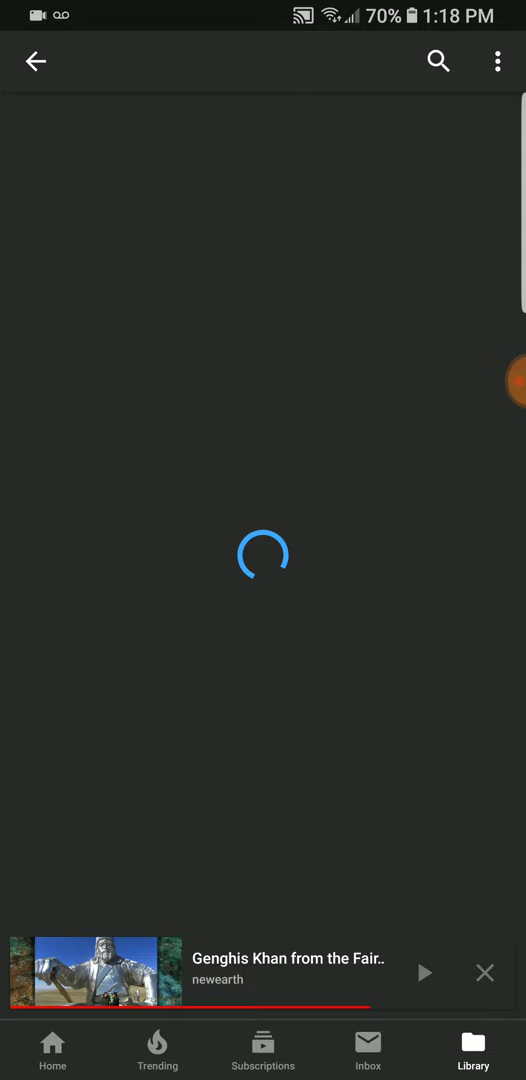 70% 1:18 PM
Genghis Khan from the Fair..
newearth
Home Trending Subscriptions Inbox Library